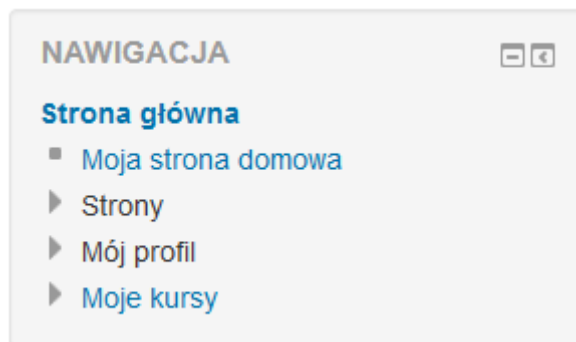 NAWIGACJA
Strona główna
Moja strona domowa
Strony
Mój profil
Moje kursy